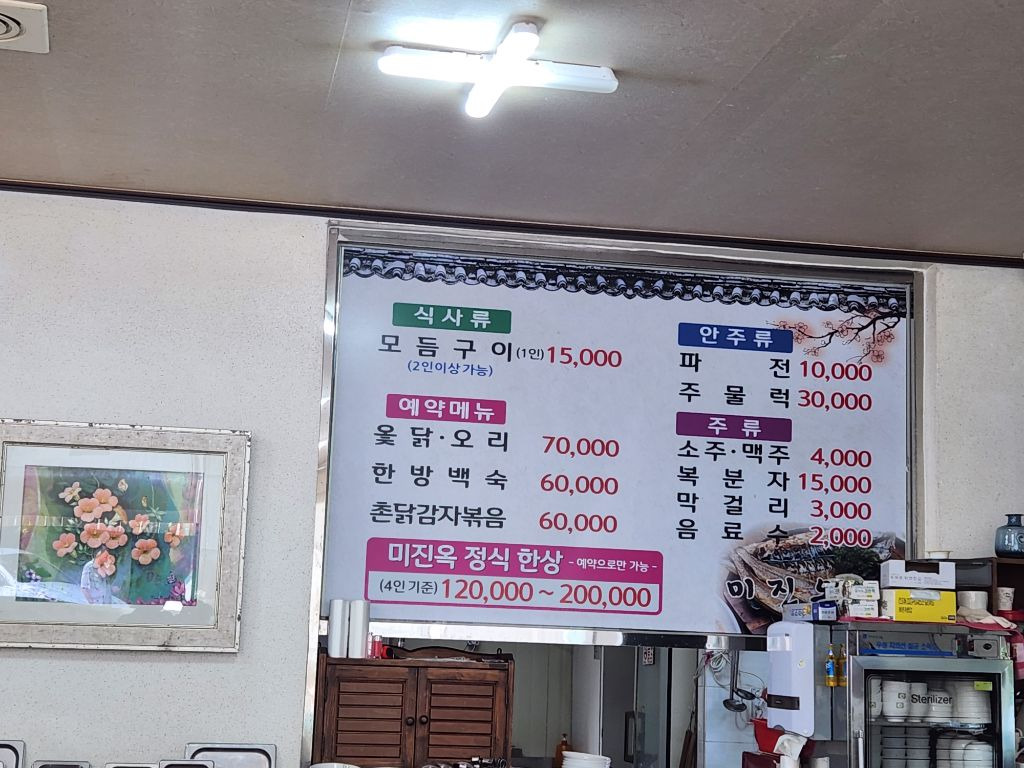 식사류
모듬구이(1인)15,000
(2인이상가능)
예약메뉴
옻닭·오리 70,000
한방백숙 60,000
촌닭감자볶음 60,000
미진옥 정식 한상 - 예약으로만 가능 -
(4인 기준) 120,000 ~ 200,000
안주류
파전 10,000
주물럭 30,000
주류
소주·맥주 4,000
복분자 15,000
막걸리 3,000
음료수 2,000
미진
Sterilizer